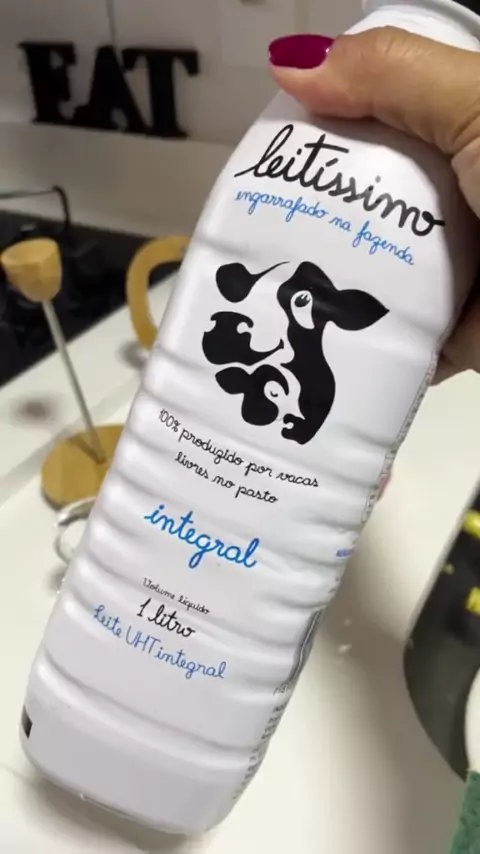 EAT
leitíssimo
engarrafado na fazenda
100% produzido por vacas
livres no pasto
integral
Volume líquido
1 litro
Leite UHT integral